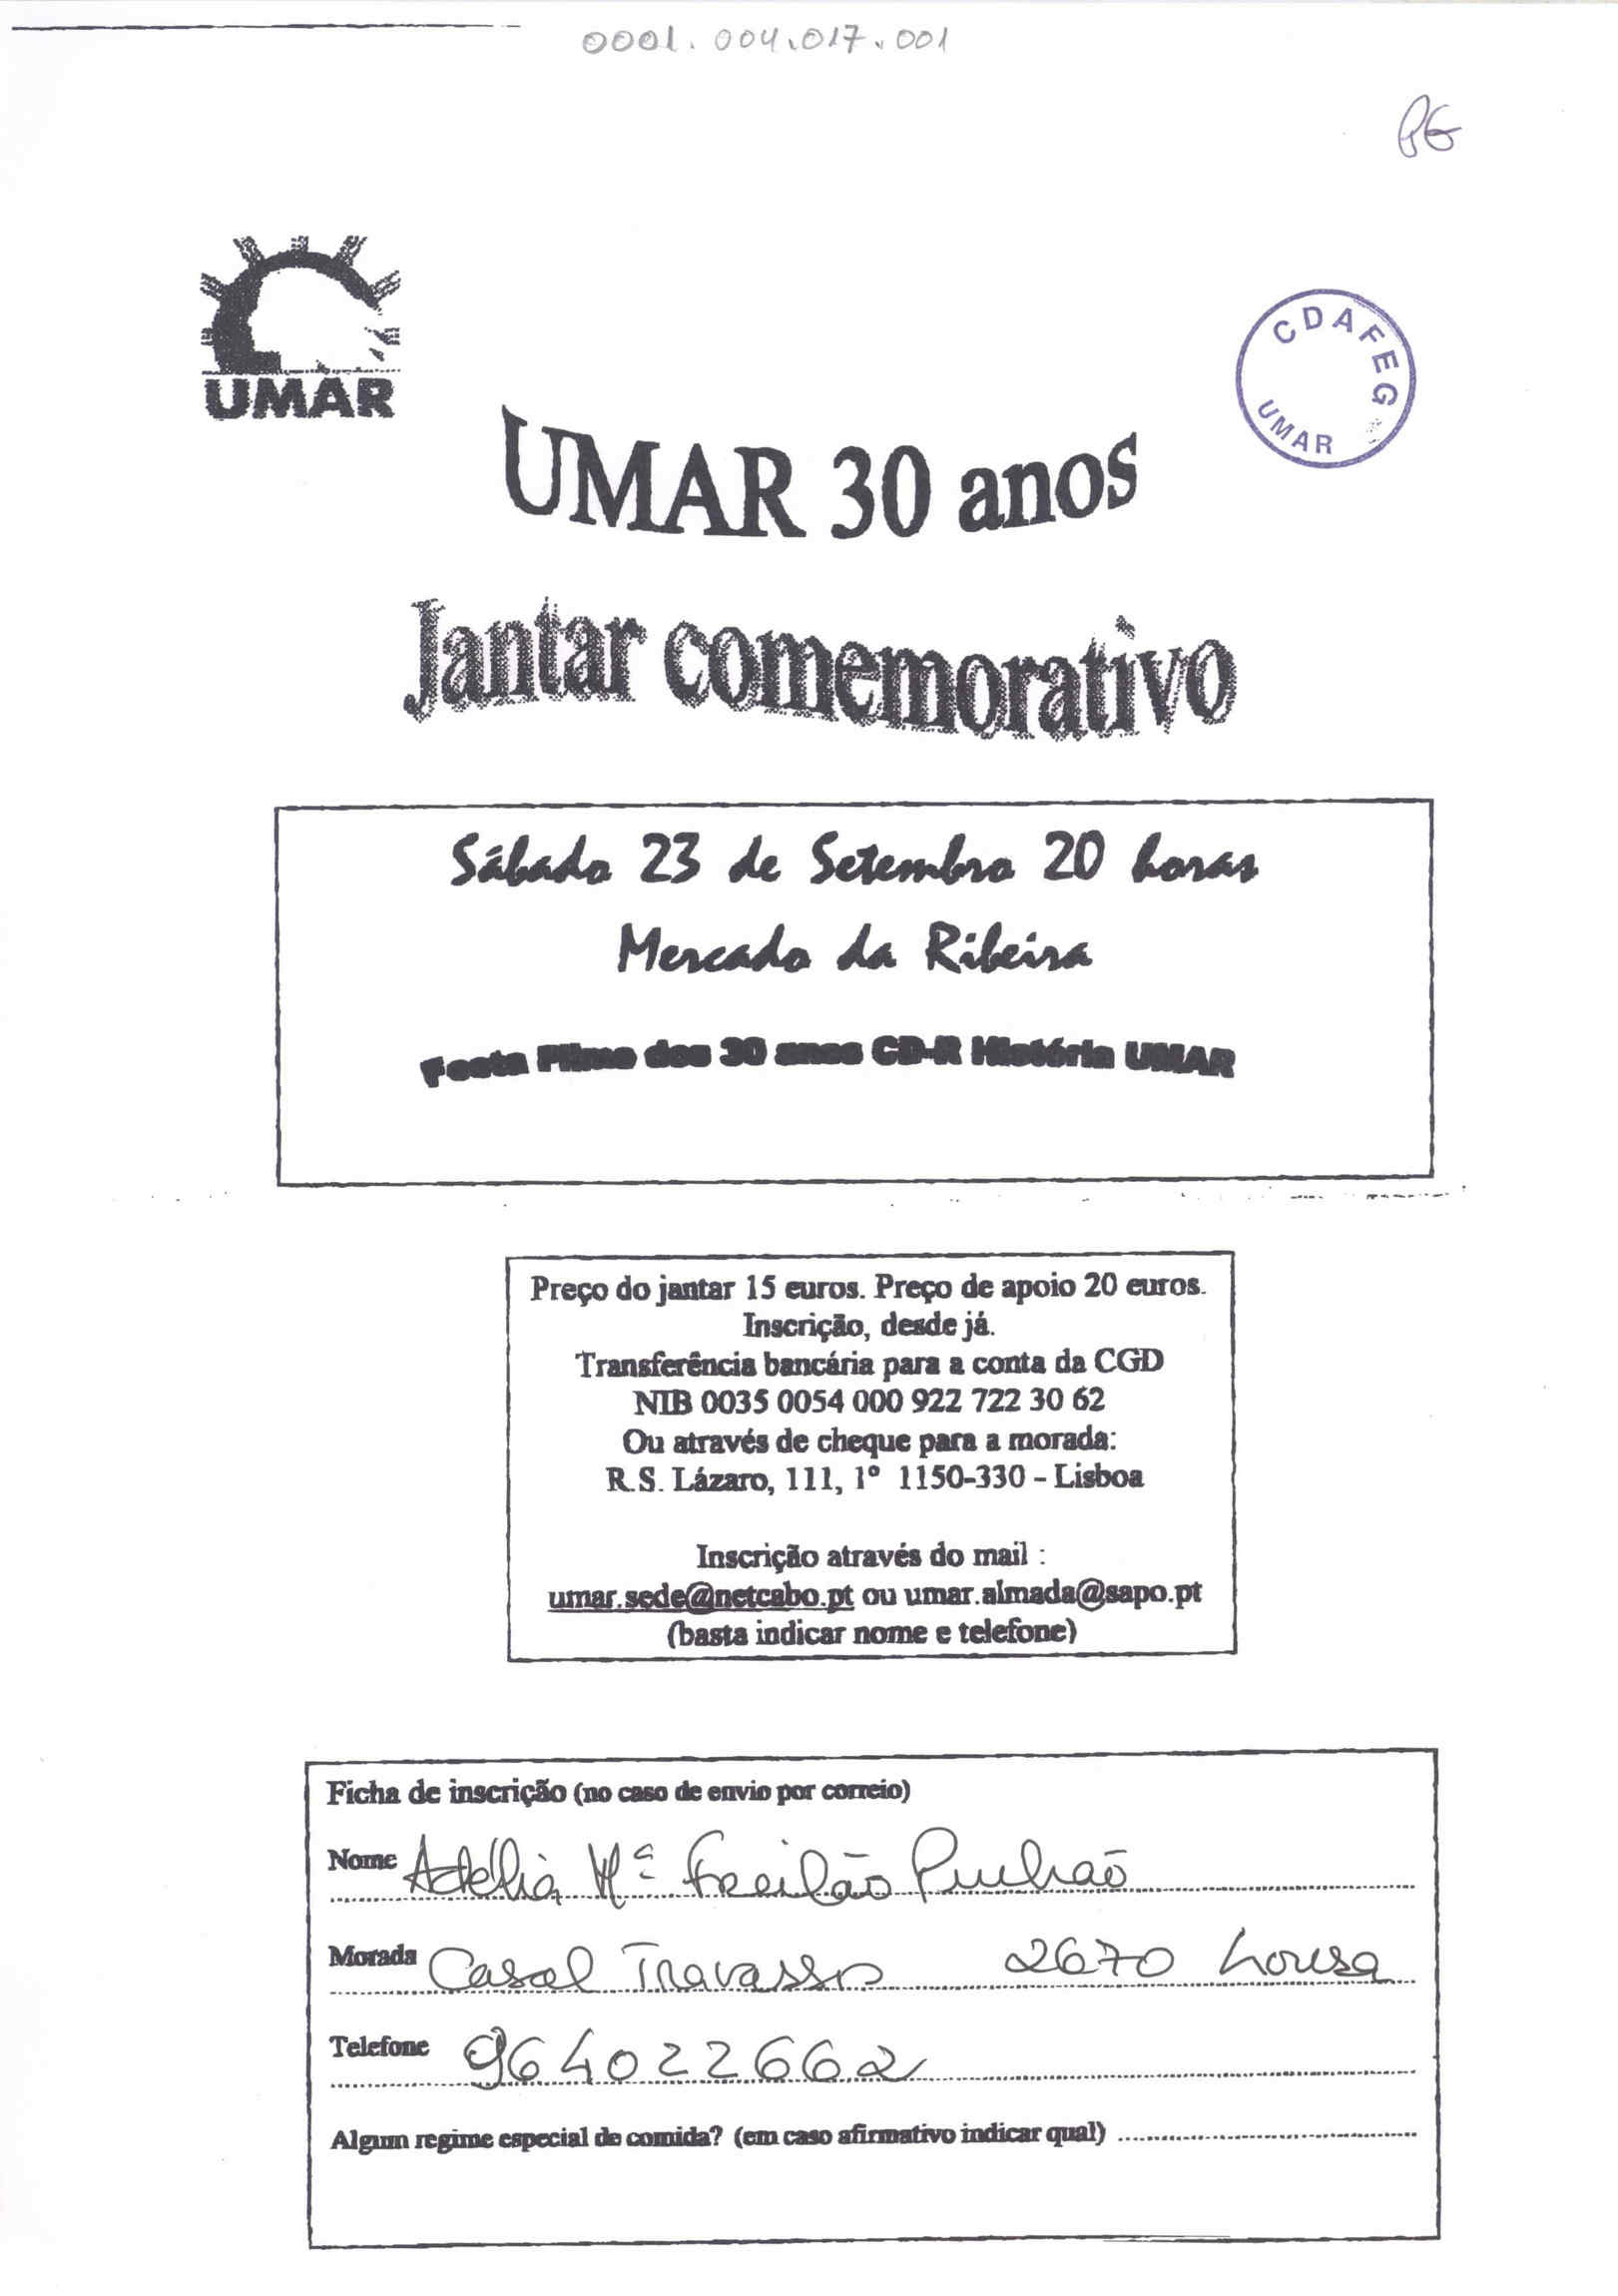 0001.004.017.001
UMAR
CDAFEG
UMAR
UMAR 30 anos
Jantar comemorativo
Sábado 23 de Setembro 20 horas
Mercado da Ribeira
Festa Filme dos 30 anos CD-R História UMAR
Preço do jantar 15 euros. Preço de apoio 20 euros.
Inscrição, desde já.
Transferência bancária para a conta da CGD
NIB 0035 0054 000 922 722 30 62
Ou através de cheque para a morada:
R.S. Lázaro, 111, 1º 1150-330 - Lisboa
Inscrição através do mail :
umar.sede@netcabo.pt ou umar.almada@sapo.pt
(basta indicar nome e telefone)
Ficha de inscrição (no caso de envio por correio)
Nome Adélia Mª Freilão Pinhão
Morada Casal Travasso 2670 Lousa
Telefone 964022662
Algum regime especial de comida? (em caso afirmativo indicar qual) ........................